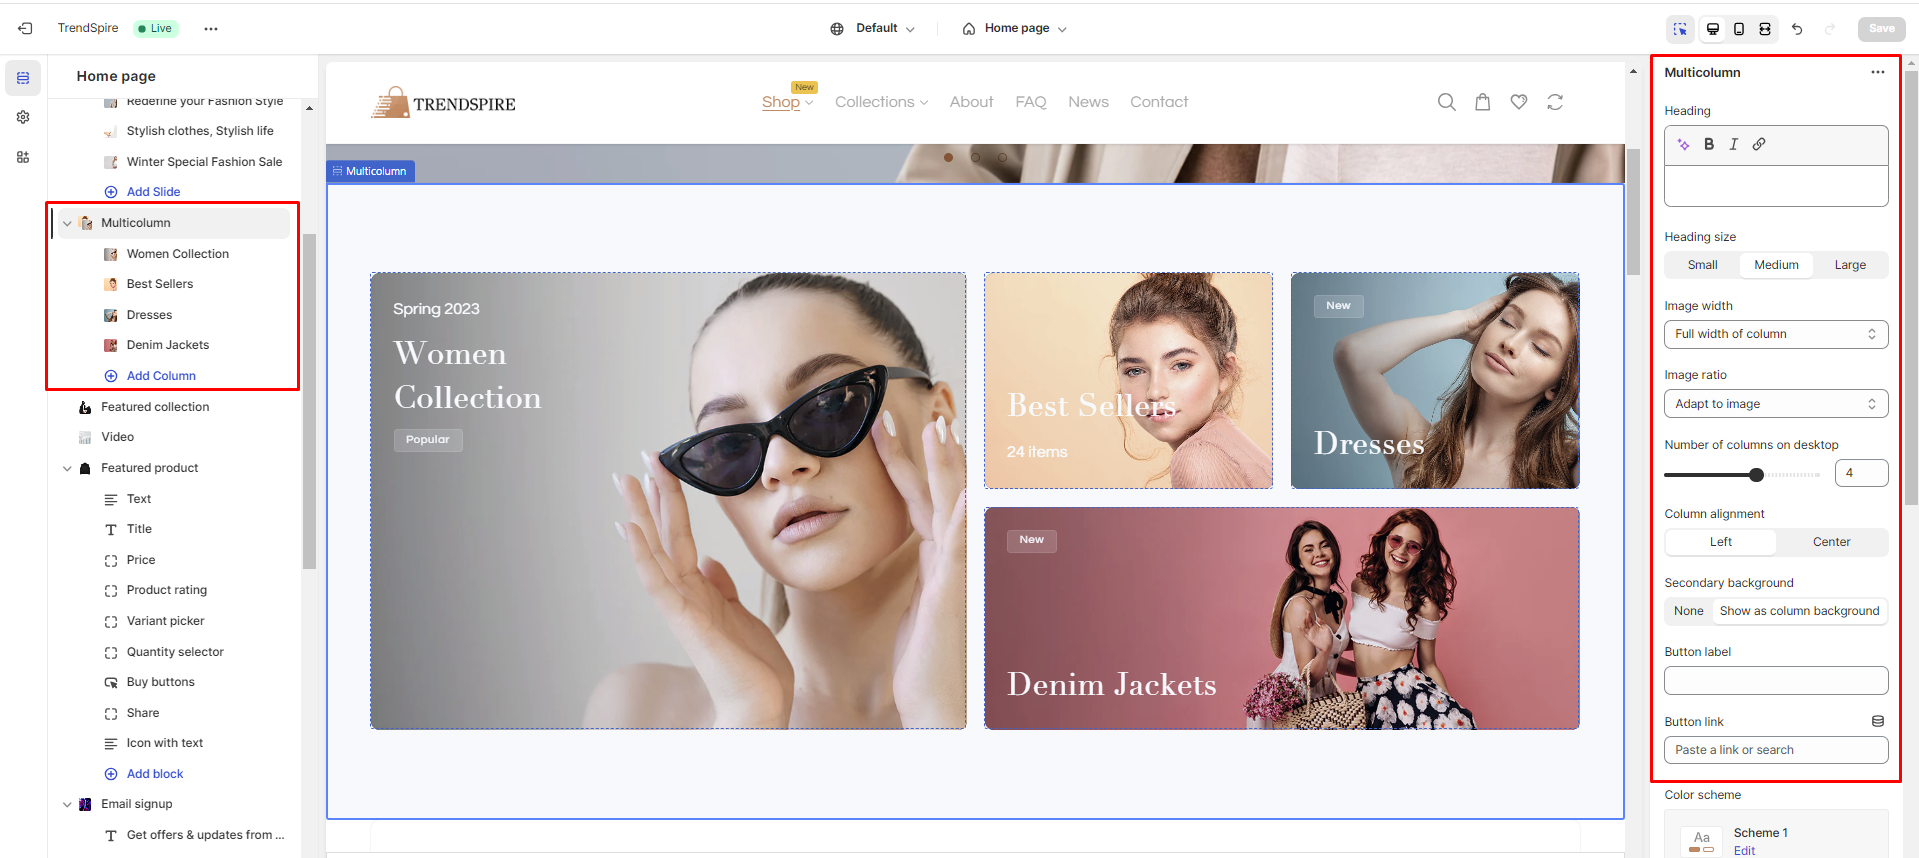 TrendSpire
Live
Default
Home page
Save
Home page
Redefine your Fashion Style
Stylish clothes, Stylish life
Winter Special Fashion Sale
Add Slide
Multicolumn
Women Collection
Best Sellers
Dresses
Denim Jackets
Add Column
Featured collection
Video
Featured product
Text
Title
Price
Product rating
Variant picker
Quantity selector
Buy buttons
Share
Icon with text
Add block
Email signup
Get offers & updates from ...
TRENDSPIRE
New
Shop
Collections
About
FAQ
News
Contact
Multicolumn
Spring 2023
Women
Collection
Popular
Best Sellers
24 items
New
Dresses
New
Denim Jackets
Multicolumn
Heading
B I
Heading size
Small Medium Large
Image width
Full width of column
Image ratio
Adapt to image
Number of columns on desktop
4
Column alignment
Left Center
Secondary background
None Show as column background
Button label
Button link
Paste a link or search
Color scheme
Aa
Scheme 1
Edit